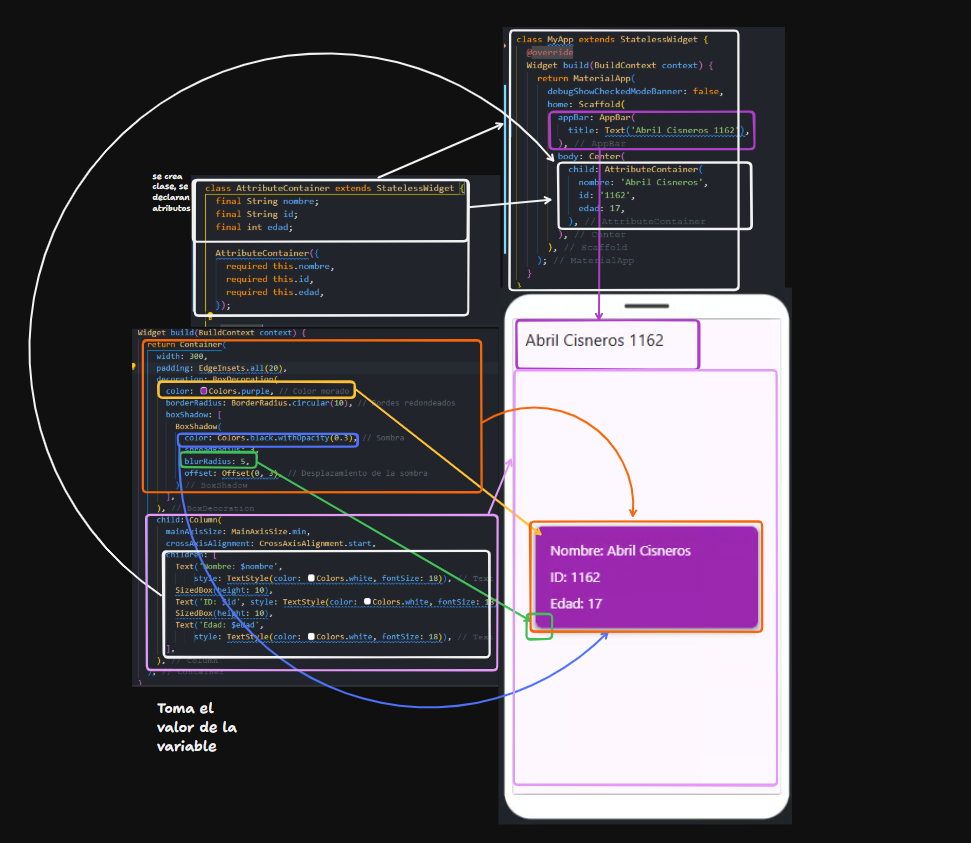 class MyApp extends StatelessWidget {
@override
Widget build(BuildContext context) {
return MaterialApp(
debugShowCheckedModeBanner: false,
home: Scaffold(
appBar: AppBar(
title: Text('Abril Cisneros 1162'),
), // AppBar
body: Center(
child: AttributeContainer(
nombre: 'Abril Cisneros',
id: '1162',
edad: 17,
), // AttributeContainer
), // Center
), // Scaffold
); // MaterialApp
}
}
se crea
clase, se
declaran
atributos
class AttributeContainer extends StatelessWidget {
final String nombre;
final String id;
final int edad;
AttributeContainer({
required this.nombre,
required this.id,
required this.edad,
});
Widget build(BuildContext context) {
return Container(
width: 300,
padding: EdgeInsets.all(20),
decoration: BoxDecoration(
color: Colors.purple, // Color morado
borderRadius: BorderRadius.circular(10), // Bordes redondeados
boxShadow: [
BoxShadow(
color: Colors.black.withOpacity(0.3), // Sombra
blurRadius: 5,
offset: Offset(0, 3), // Desplazamiento de la sombra
) // BoxShadow
],
), // BoxDecoration
child: Column(
mainAxisSize: MainAxisSize.min,
crossAxisAlignment: CrossAxisAlignment.start,
children: [
Text('Nombre: $nombre',
style: TextStyle(color: Colors.white, fontSize: 18)), // Text
SizedBox(height: 10),
Text('ID: $id', style: TextStyle(color: Colors.white, fontSize: 18
SizedBox(height: 10),
Text('Edad: $edad',
style: TextStyle(color: Colors.white, fontSize: 18)), // Text
],
), // Column
); // Container
}
Toma el
valor de la
variable
Abril Cisneros 1162
Nombre: Abril Cisneros
ID: 1162
Edad: 17